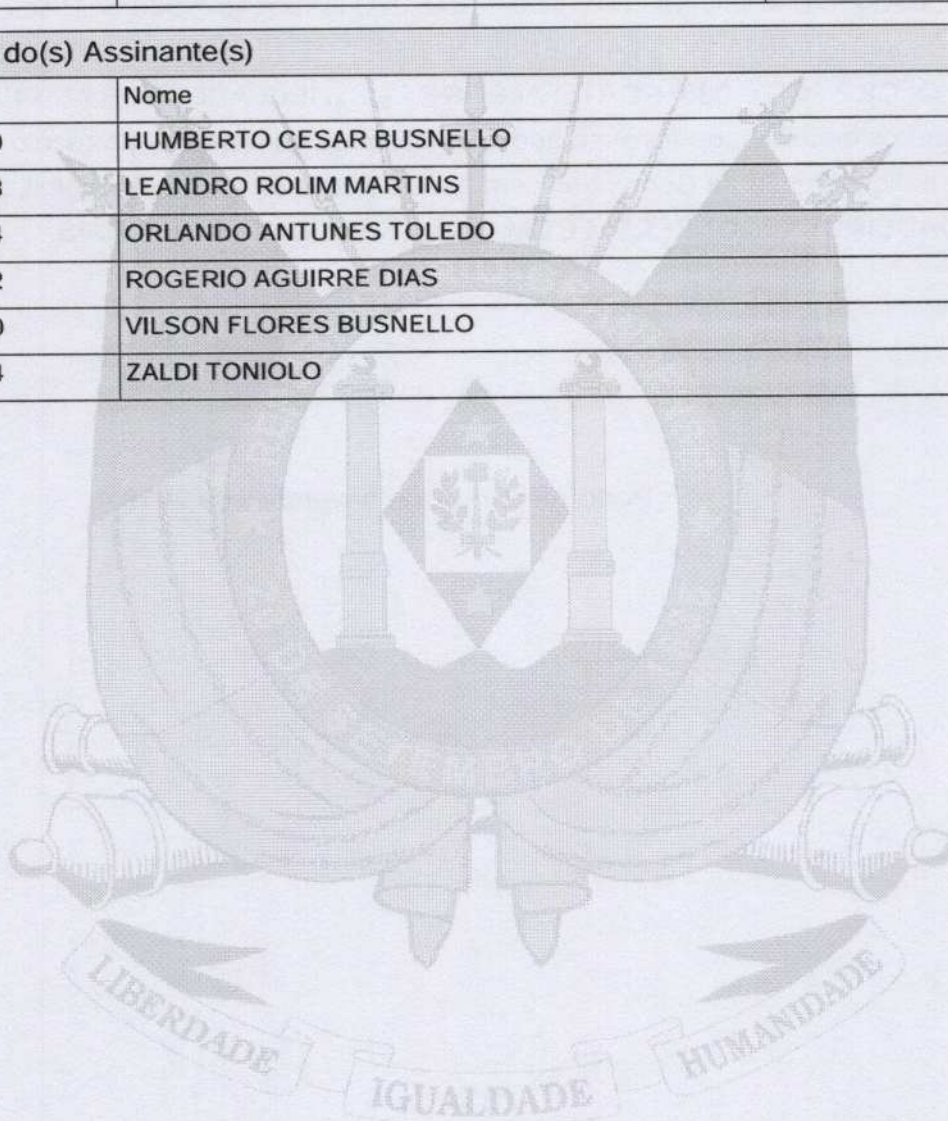 do(s) Assinante(s)
Nome
HUMBERTO CESAR BUSNELLO
LEANDRO ROLIM MARTINS
ORLANDO ANTUNES TOLEDO
ROGERIO AGUIRRE DIAS
VILSON FLORES BUSNELLO
ZALDI TONIOLO
LIBERDADE
IGUALDADE
HUMANIDADE